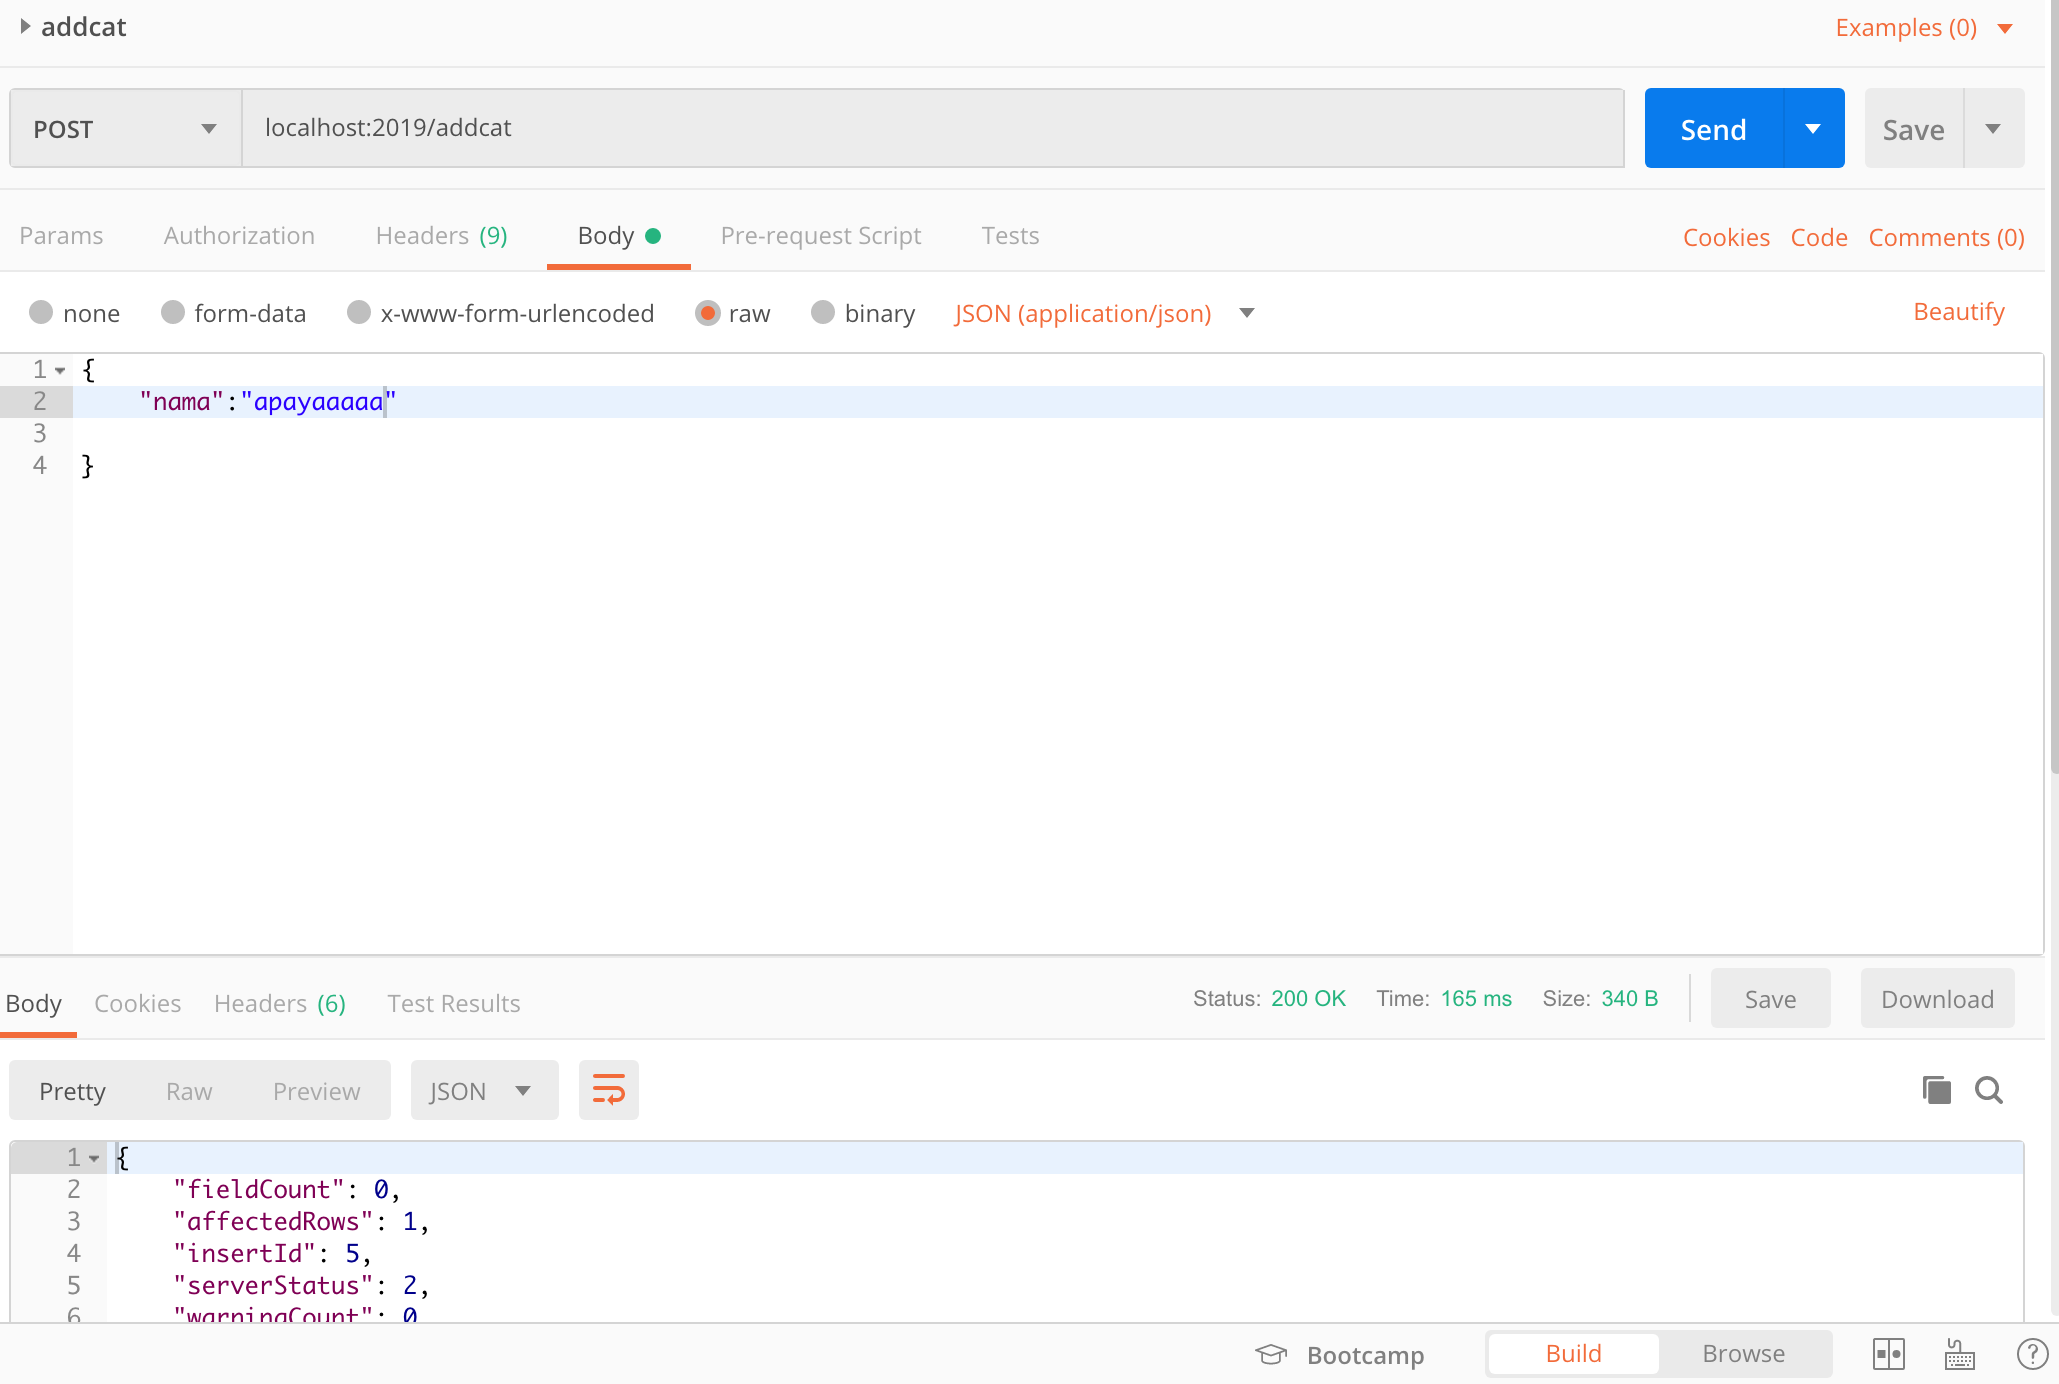 addcat
Examples (0)
POST localhost:2019/addcat Send Save
Params Authorization Headers (9) Body Pre-request Script Tests Cookies Code Comments (0)
none form-data x-www-form-urlencoded raw binary JSON (application/json) Beautify
1 {
2 "nama":"apayaaaaa"
3
4 }
Body Cookies Headers (6) Test Results Status: 200 OK Time: 165 ms Size: 340 B Save Download
Pretty Raw Preview JSON
1 {
2 "fieldCount": 0,
3 "affectedRows": 1,
4 "insertId": 5,
5 "serverStatus": 2,
6 "warningCount": 0
Bootcamp Build Browse ?